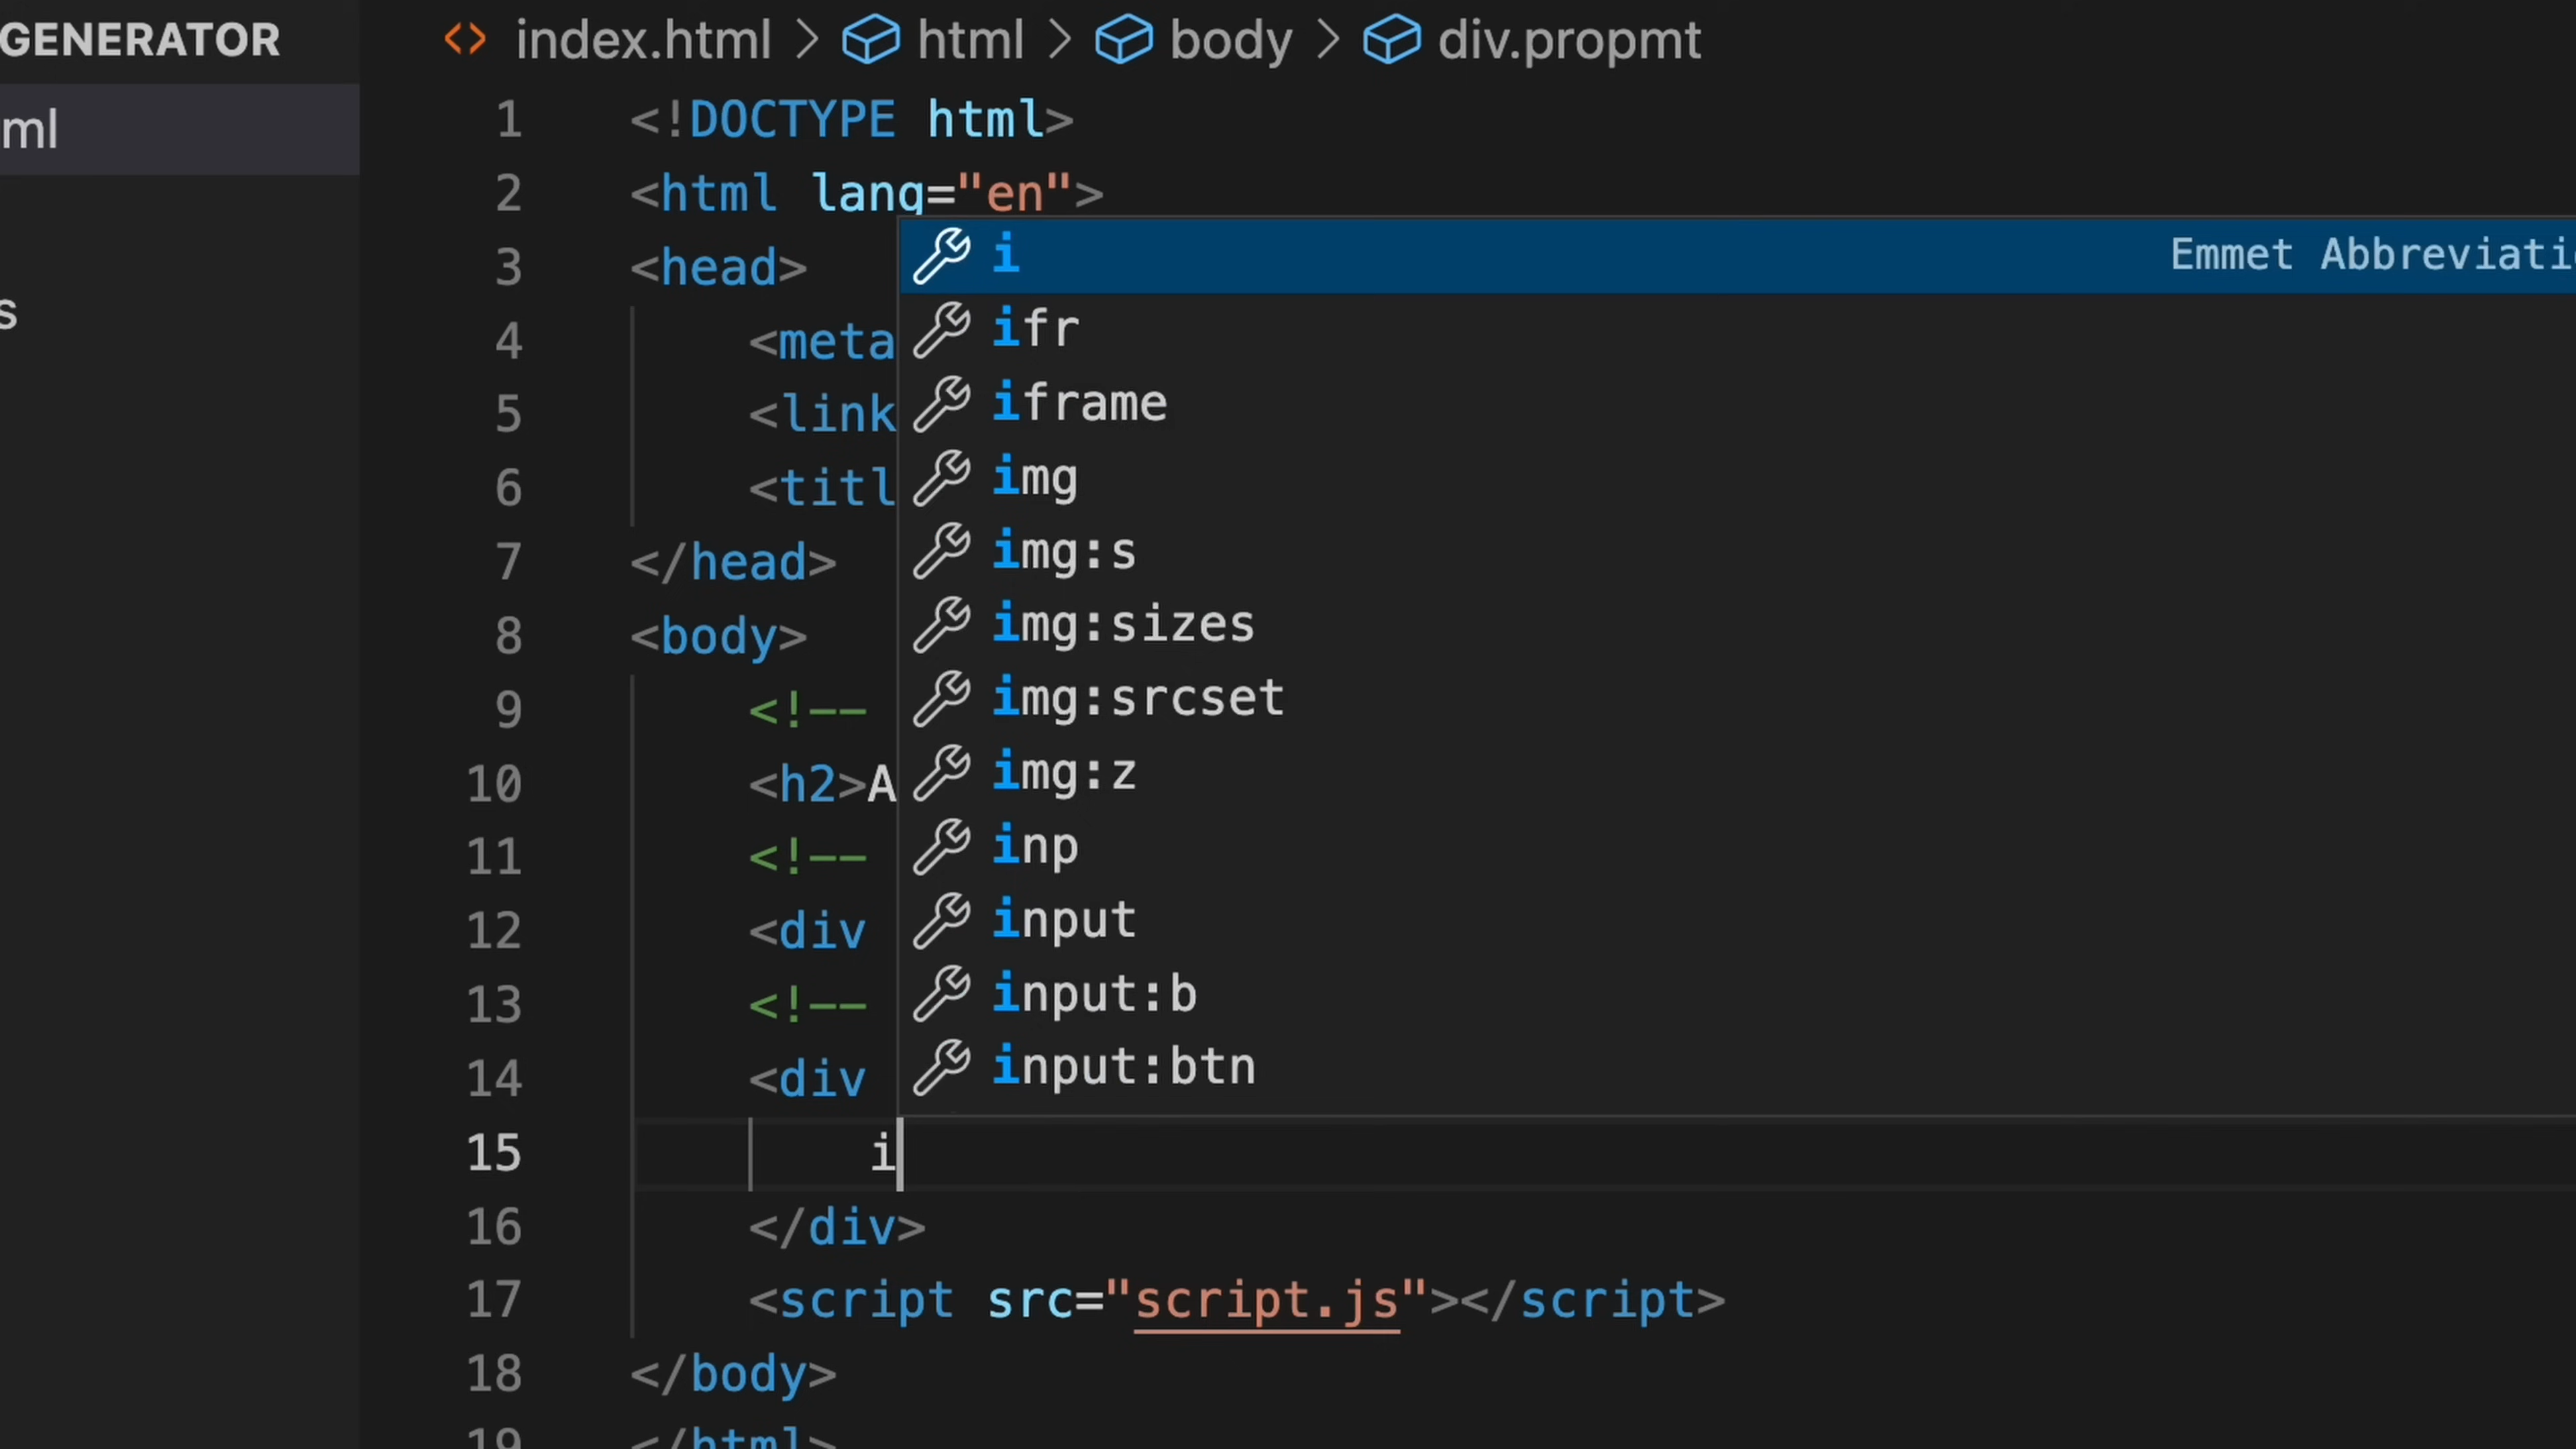 GENERATOR
index.html > html > body > div.propmt
ml
s
1 <!DOCTYPE html>
2 <html lang="en">
3 <head>
4 <meta
5 <link
6 <titl
7 </head>
8 <body>
9 <!--
10 <h2>A
11 <!--
12 <div
13 <!--
14 <div
15 i
16 </div>
17 <script src="script.js"></script>
18 </body>
19 </html>
i Emmet Abbreviati
ifr
iframe
img
img:s
img:sizes
img:srcset
img:z
inp
input
input:b
input:btn